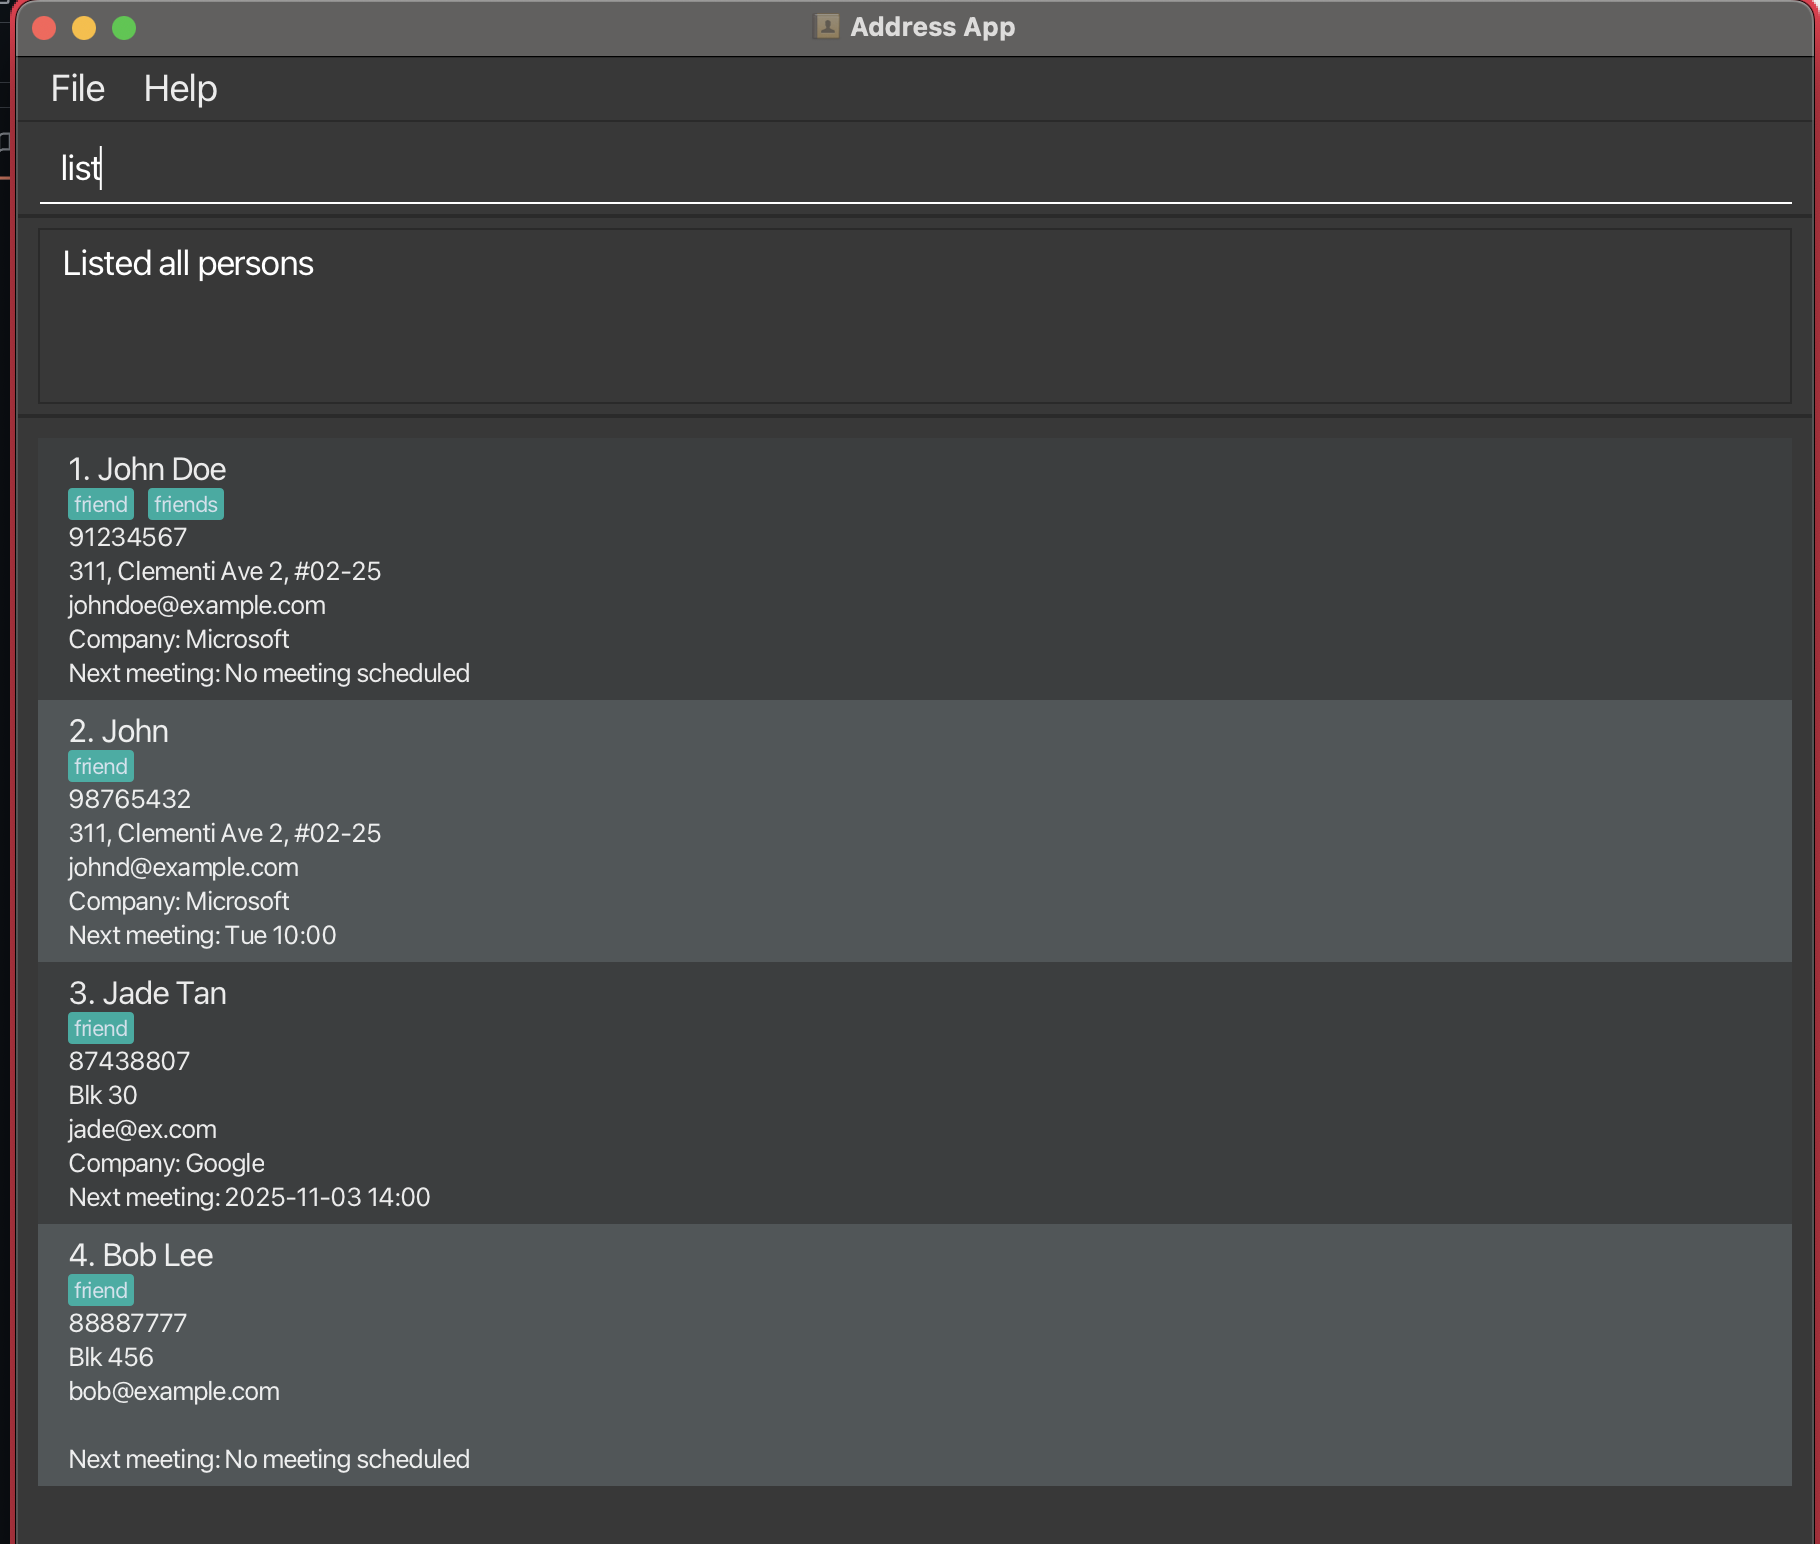 Address App
File Help
list
Listed all persons
1. John Doe
friend friends
91234567
311, Clementi Ave 2, #02-25
johndoe@example.com
Company: Microsoft
Next meeting: No meeting scheduled
2. John
friend
98765432
311, Clementi Ave 2, #02-25
johnd@example.com
Company: Microsoft
Next meeting: Tue 10:00
3. Jade Tan
friend
87438807
Blk 30
jade@ex.com
Company: Google
Next meeting: 2025-11-03 14:00
4. Bob Lee
friend
88887777
Blk 456
bob@example.com
Next meeting: No meeting scheduled